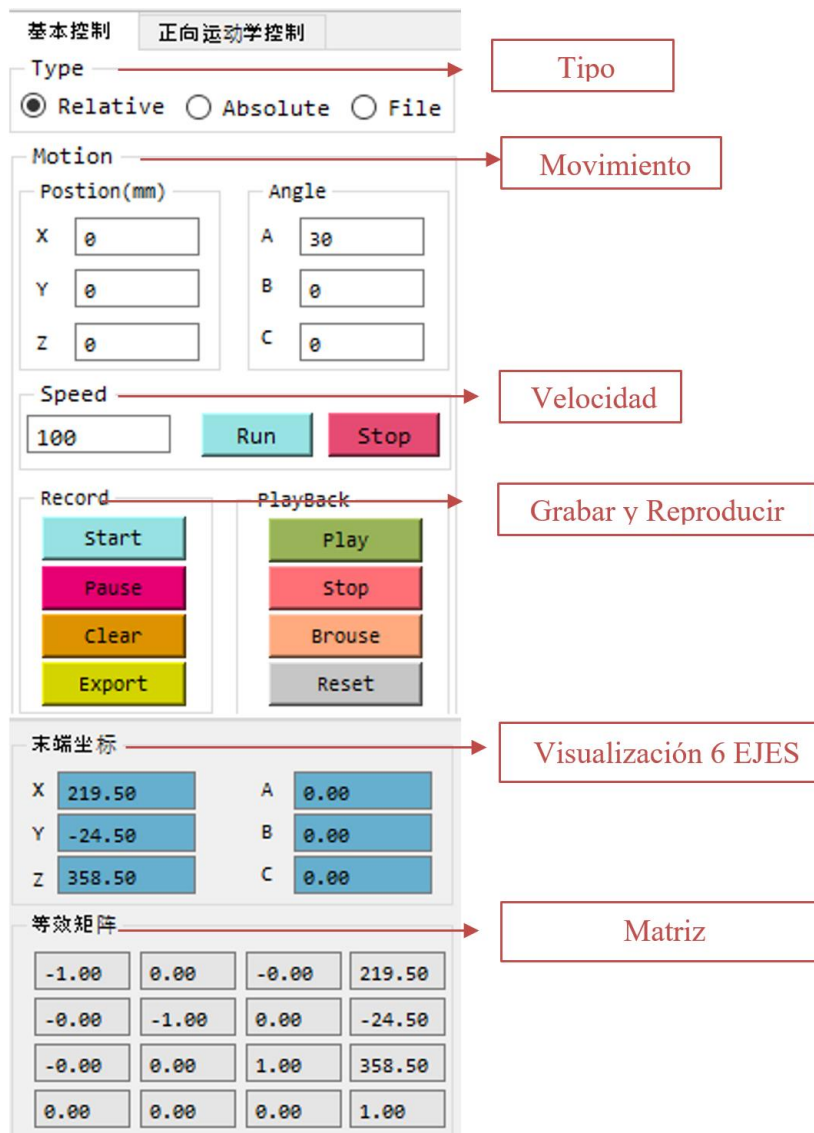 基本控制 正向运动学控制
Type Tipo
Relative Absolute File
Motion Movimiento
Postion(mm) Angle
X 0 A 30
Y 0 B 0
Z 0 C 0
Speed Velocidad
100 Run Stop
Record PlayBack Grabar y Reproducir
Start Play
Pause Stop
Clear Brouse
Export Reset
末端坐标 Visualización 6 EJES
X 219.50 A 0.00
Y -24.50 B 0.00
Z 358.50 C 0.00
等效矩阵 Matriz
-1.00 0.00 -0.00 219.50
-0.00 -1.00 0.00 -24.50
-0.00 0.00 1.00 358.50
0.00 0.00 0.00 1.00